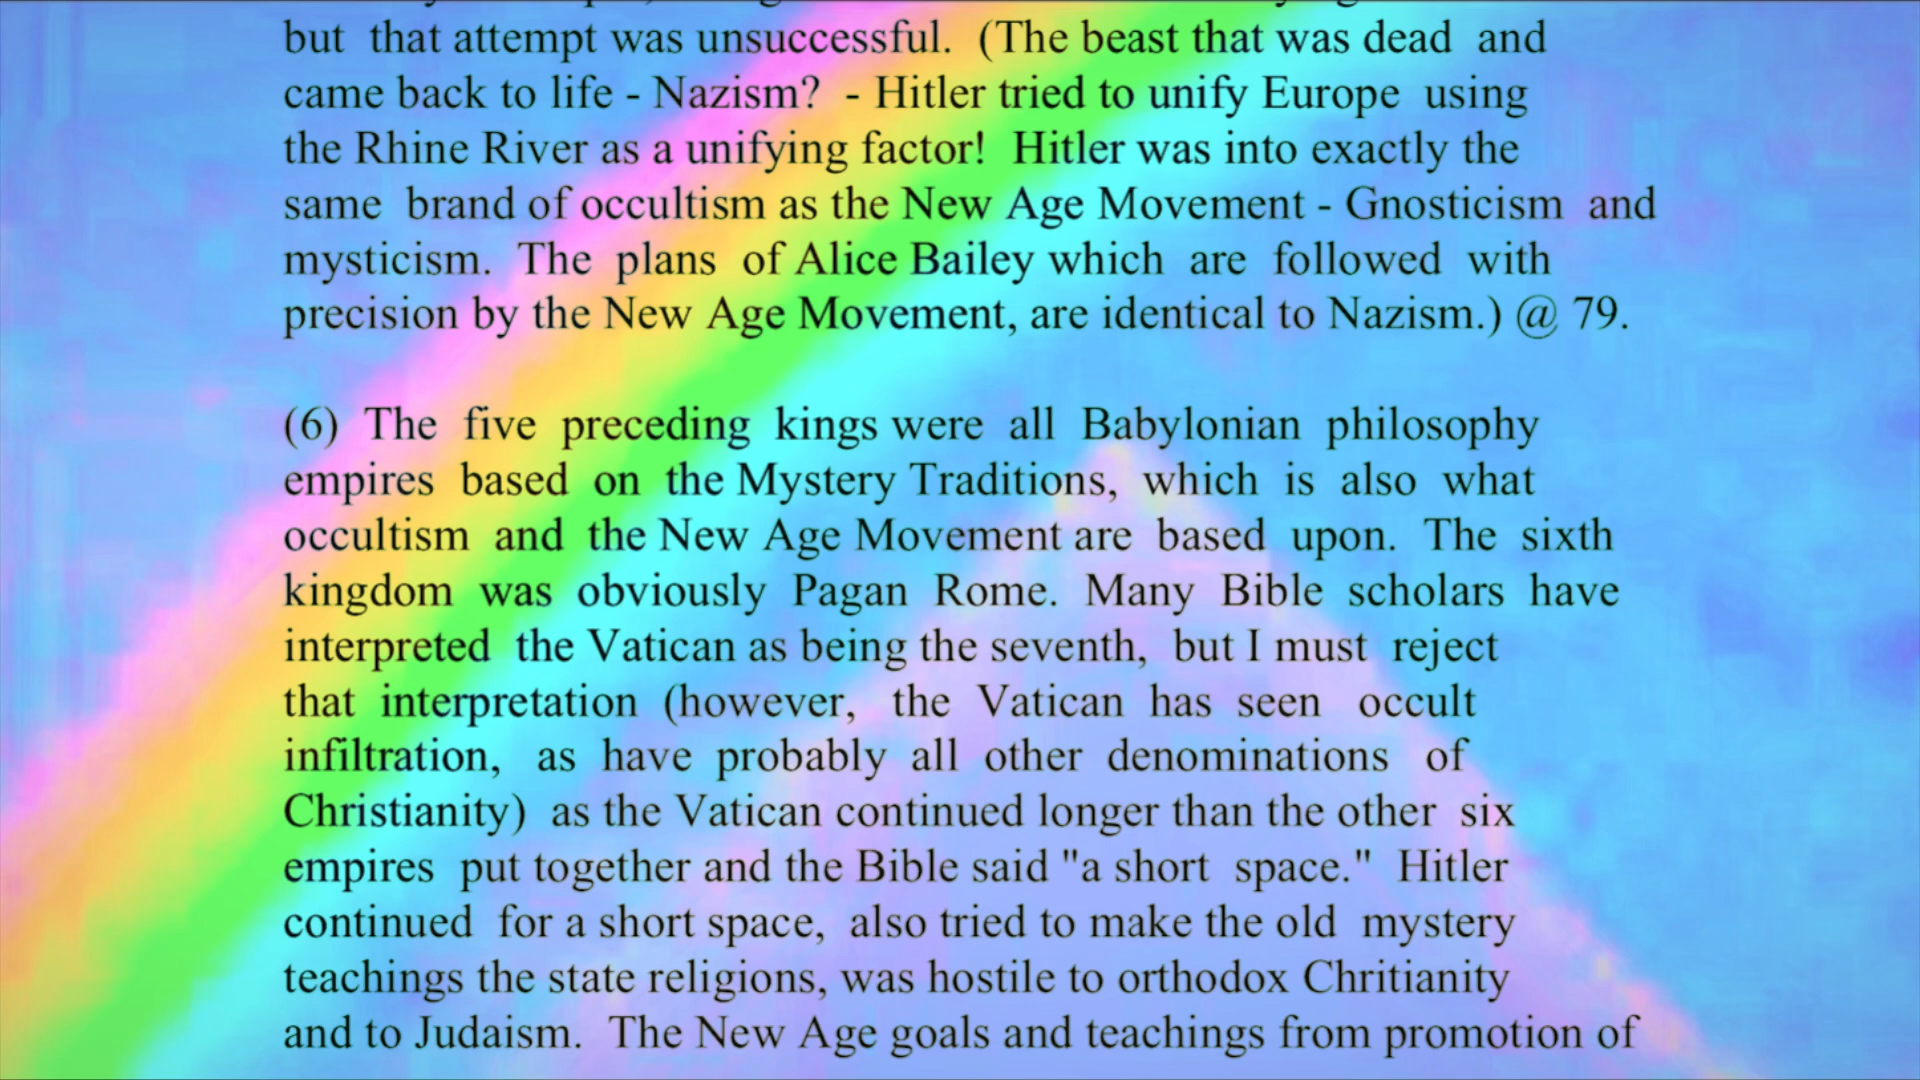 but that attempt was unsuccessful. (The beast that was dead and
came back to life - Nazism? - Hitler tried to unify Europe using
the Rhine River as a unifying factor! Hitler was into exactly the
same brand of occultism as the New Age Movement - Gnosticism and
mysticism. The plans of Alice Bailey which are followed with
precision by the New Age Movement, are identical to Nazism.) @ 79.
(6) The five preceding kings were all Babylonian philosophy
empires based on the Mystery Traditions, which is also what
occultism and the New Age Movement are based upon. The sixth
kingdom was obviously Pagan Rome. Many Bible scholars have
interpreted the Vatican as being the seventh, but I must reject
that interpretation (however, the Vatican has seen occult
infiltration, as have probably all other denominations of
Christianity) as the Vatican continued longer than the other six
empires put together and the Bible said "a short space." Hitler
continued for a short space, also tried to make the old mystery
teachings the state religions, was hostile to orthodox Chritianity
and to Judaism. The New Age goals and teachings from promotion of